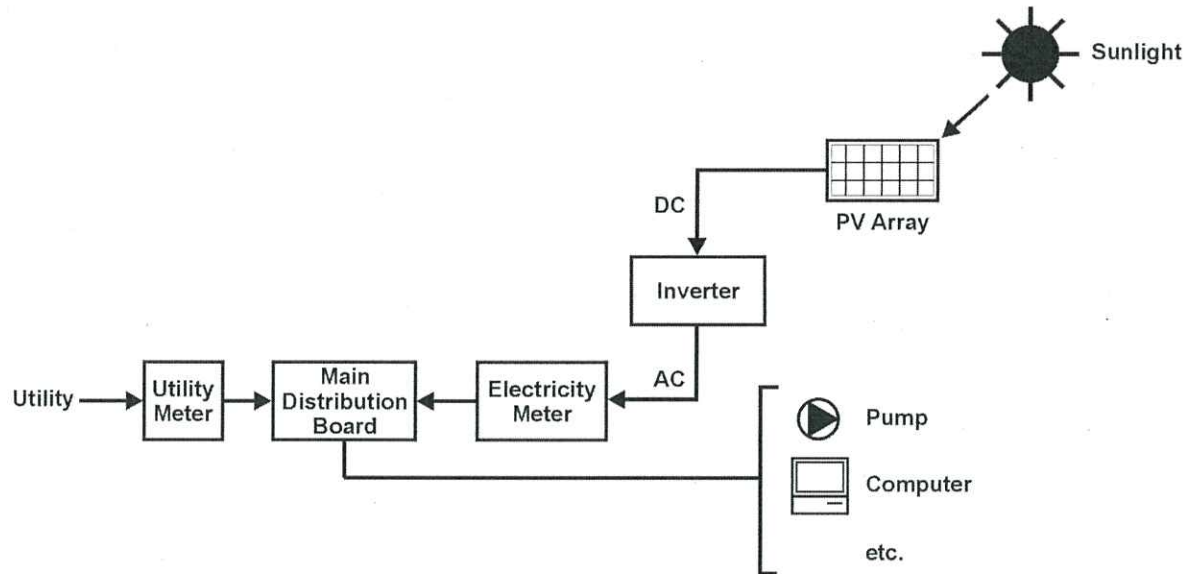 Sunlight
PV Array
DC
Inverter
AC
Utility
Utility
Meter
Main
Distribution
Board
Electricity
Meter
Pump
Computer
etc.